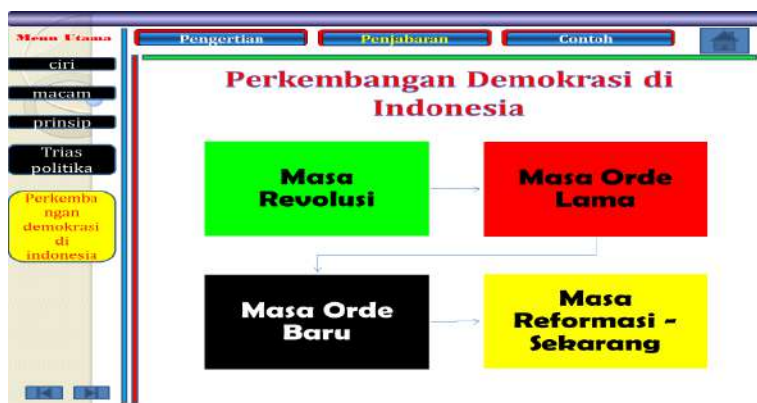 Menu Utama
Pengertian
Penjabaran
Contoh
ciri
macam
prinsip
Trias
politika
Perkemba
ngan
demokrasi
di
indonesia
Perkembangan Demokrasi di
Indonesia
Masa
Revolusi
Masa Orde
Lama
Masa Orde
Baru
Masa
Reformasi -
Sekarang